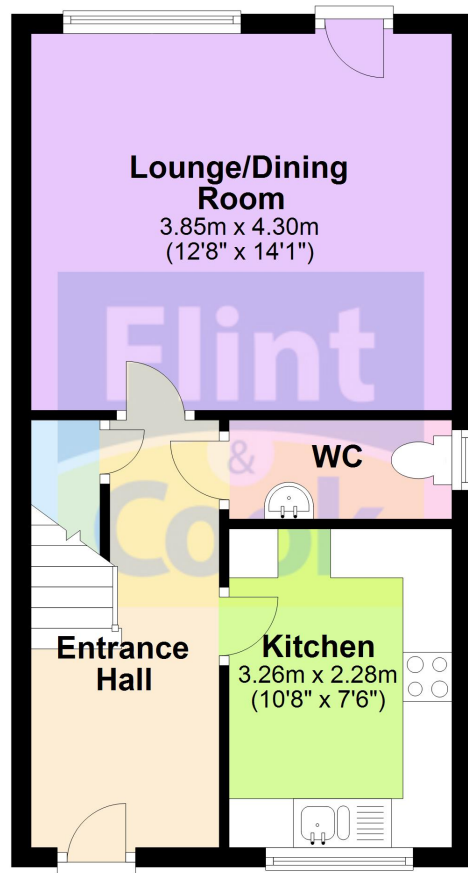 Lounge/Dining
Room
3.85m x 4.30m
(12'8" x 14'1")
Flint
&
Cook
WC
Entrance
Hall
Kitchen
3.26m x 2.28m
(10'8" x 7'6")